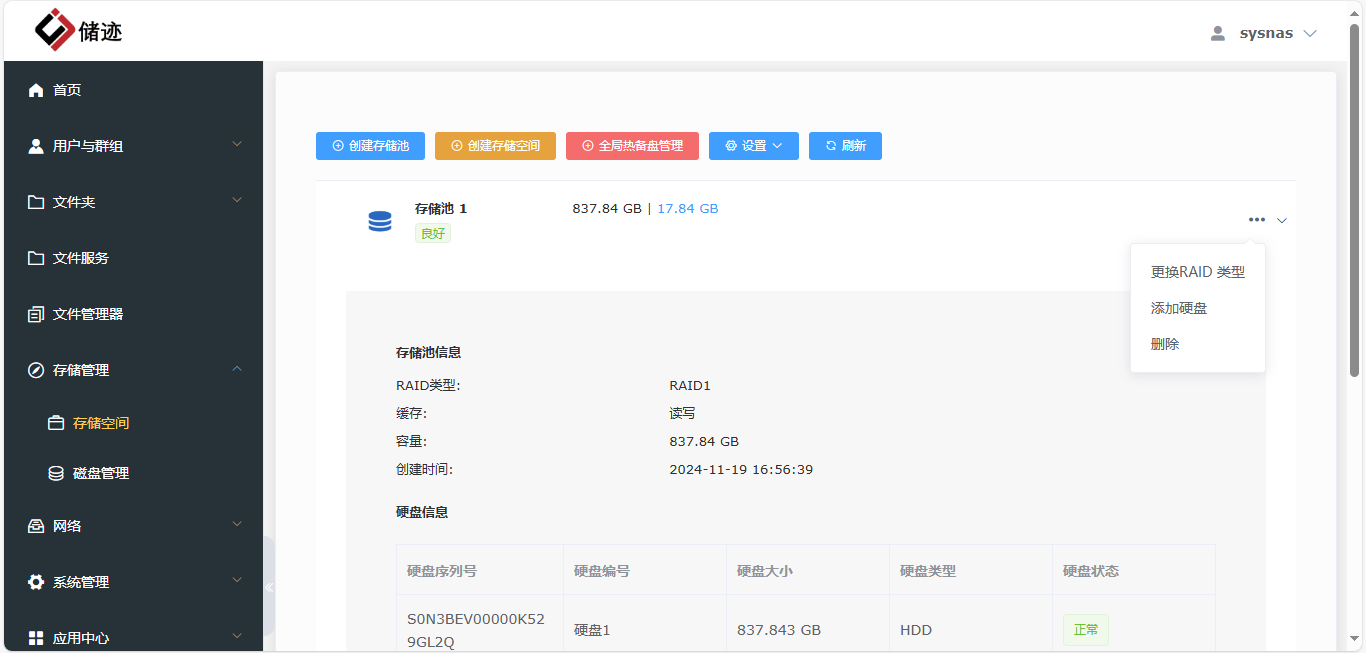 储迹
sysnas
首页
用户与群组
文件夹
文件服务
文件管理器
存储管理
存储空间
磁盘管理
网络
系统管理
应用中心
创建存储池
创建存储空间
全局热备盘管理
设置
刷新
存储池 1
837.84 GB | 17.84 GB
良好
更换RAID 类型
添加硬盘
删除
存储池信息
RAID类型: RAID1
缓存: 读写
容量: 837.84 GB
创建时间: 2024-11-19 16:56:39
硬盘信息
硬盘序列号 硬盘编号 硬盘大小 硬盘类型 硬盘状态
S0N3BEV00000K52
9GL2Q
硬盘1 837.843 GB HDD 正常